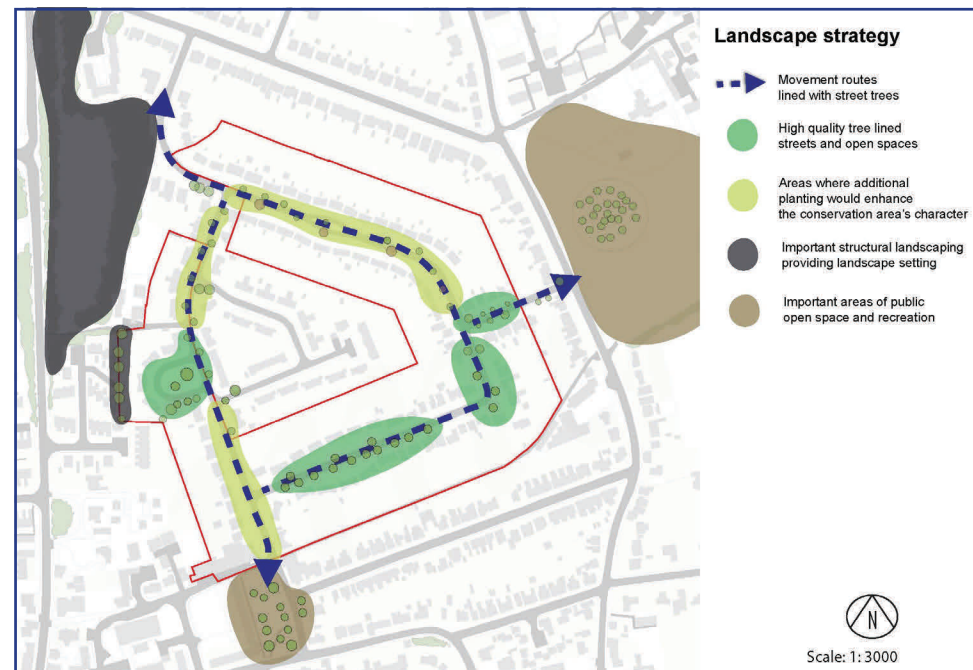 Landscape strategy
Movement routes
lined with street trees
High quality tree lined
streets and open spaces
Areas where additional
planting would enhance
the conservation area's character
Important structural landscaping
providing landscape setting
Important areas of public
open space and recreation
N
Scale: 1: 3000